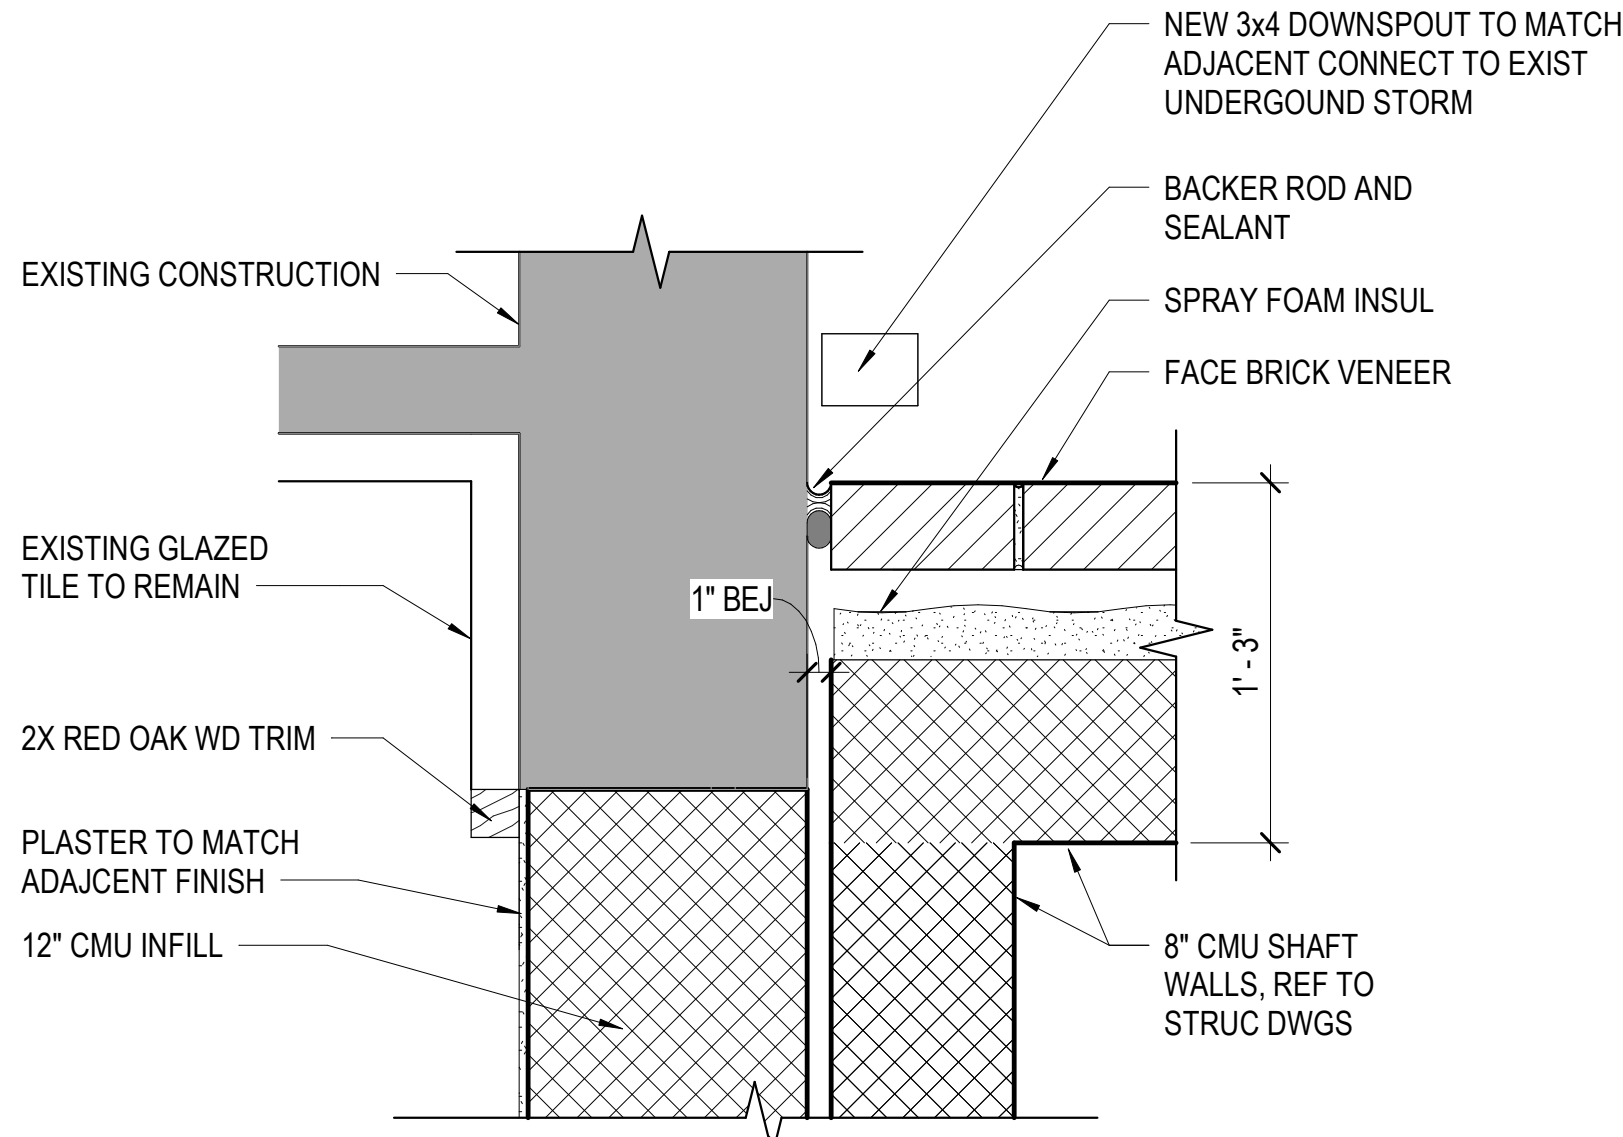 NEW 3x4 DOWNSPOUT TO MATCH
ADJACENT CONNECT TO EXIST
UNDERGOUND STORM
BACKER ROD AND
SEALANT
EXISTING CONSTRUCTION
SPRAY FOAM INSUL
FACE BRICK VENEER
EXISTING GLAZED
TILE TO REMAIN
1" BEJ
1' - 3"
2X RED OAK WD TRIM
PLASTER TO MATCH
ADAJCENT FINISH
12" CMU INFILL
8" CMU SHAFT
WALLS, REF TO
STRUC DWGS